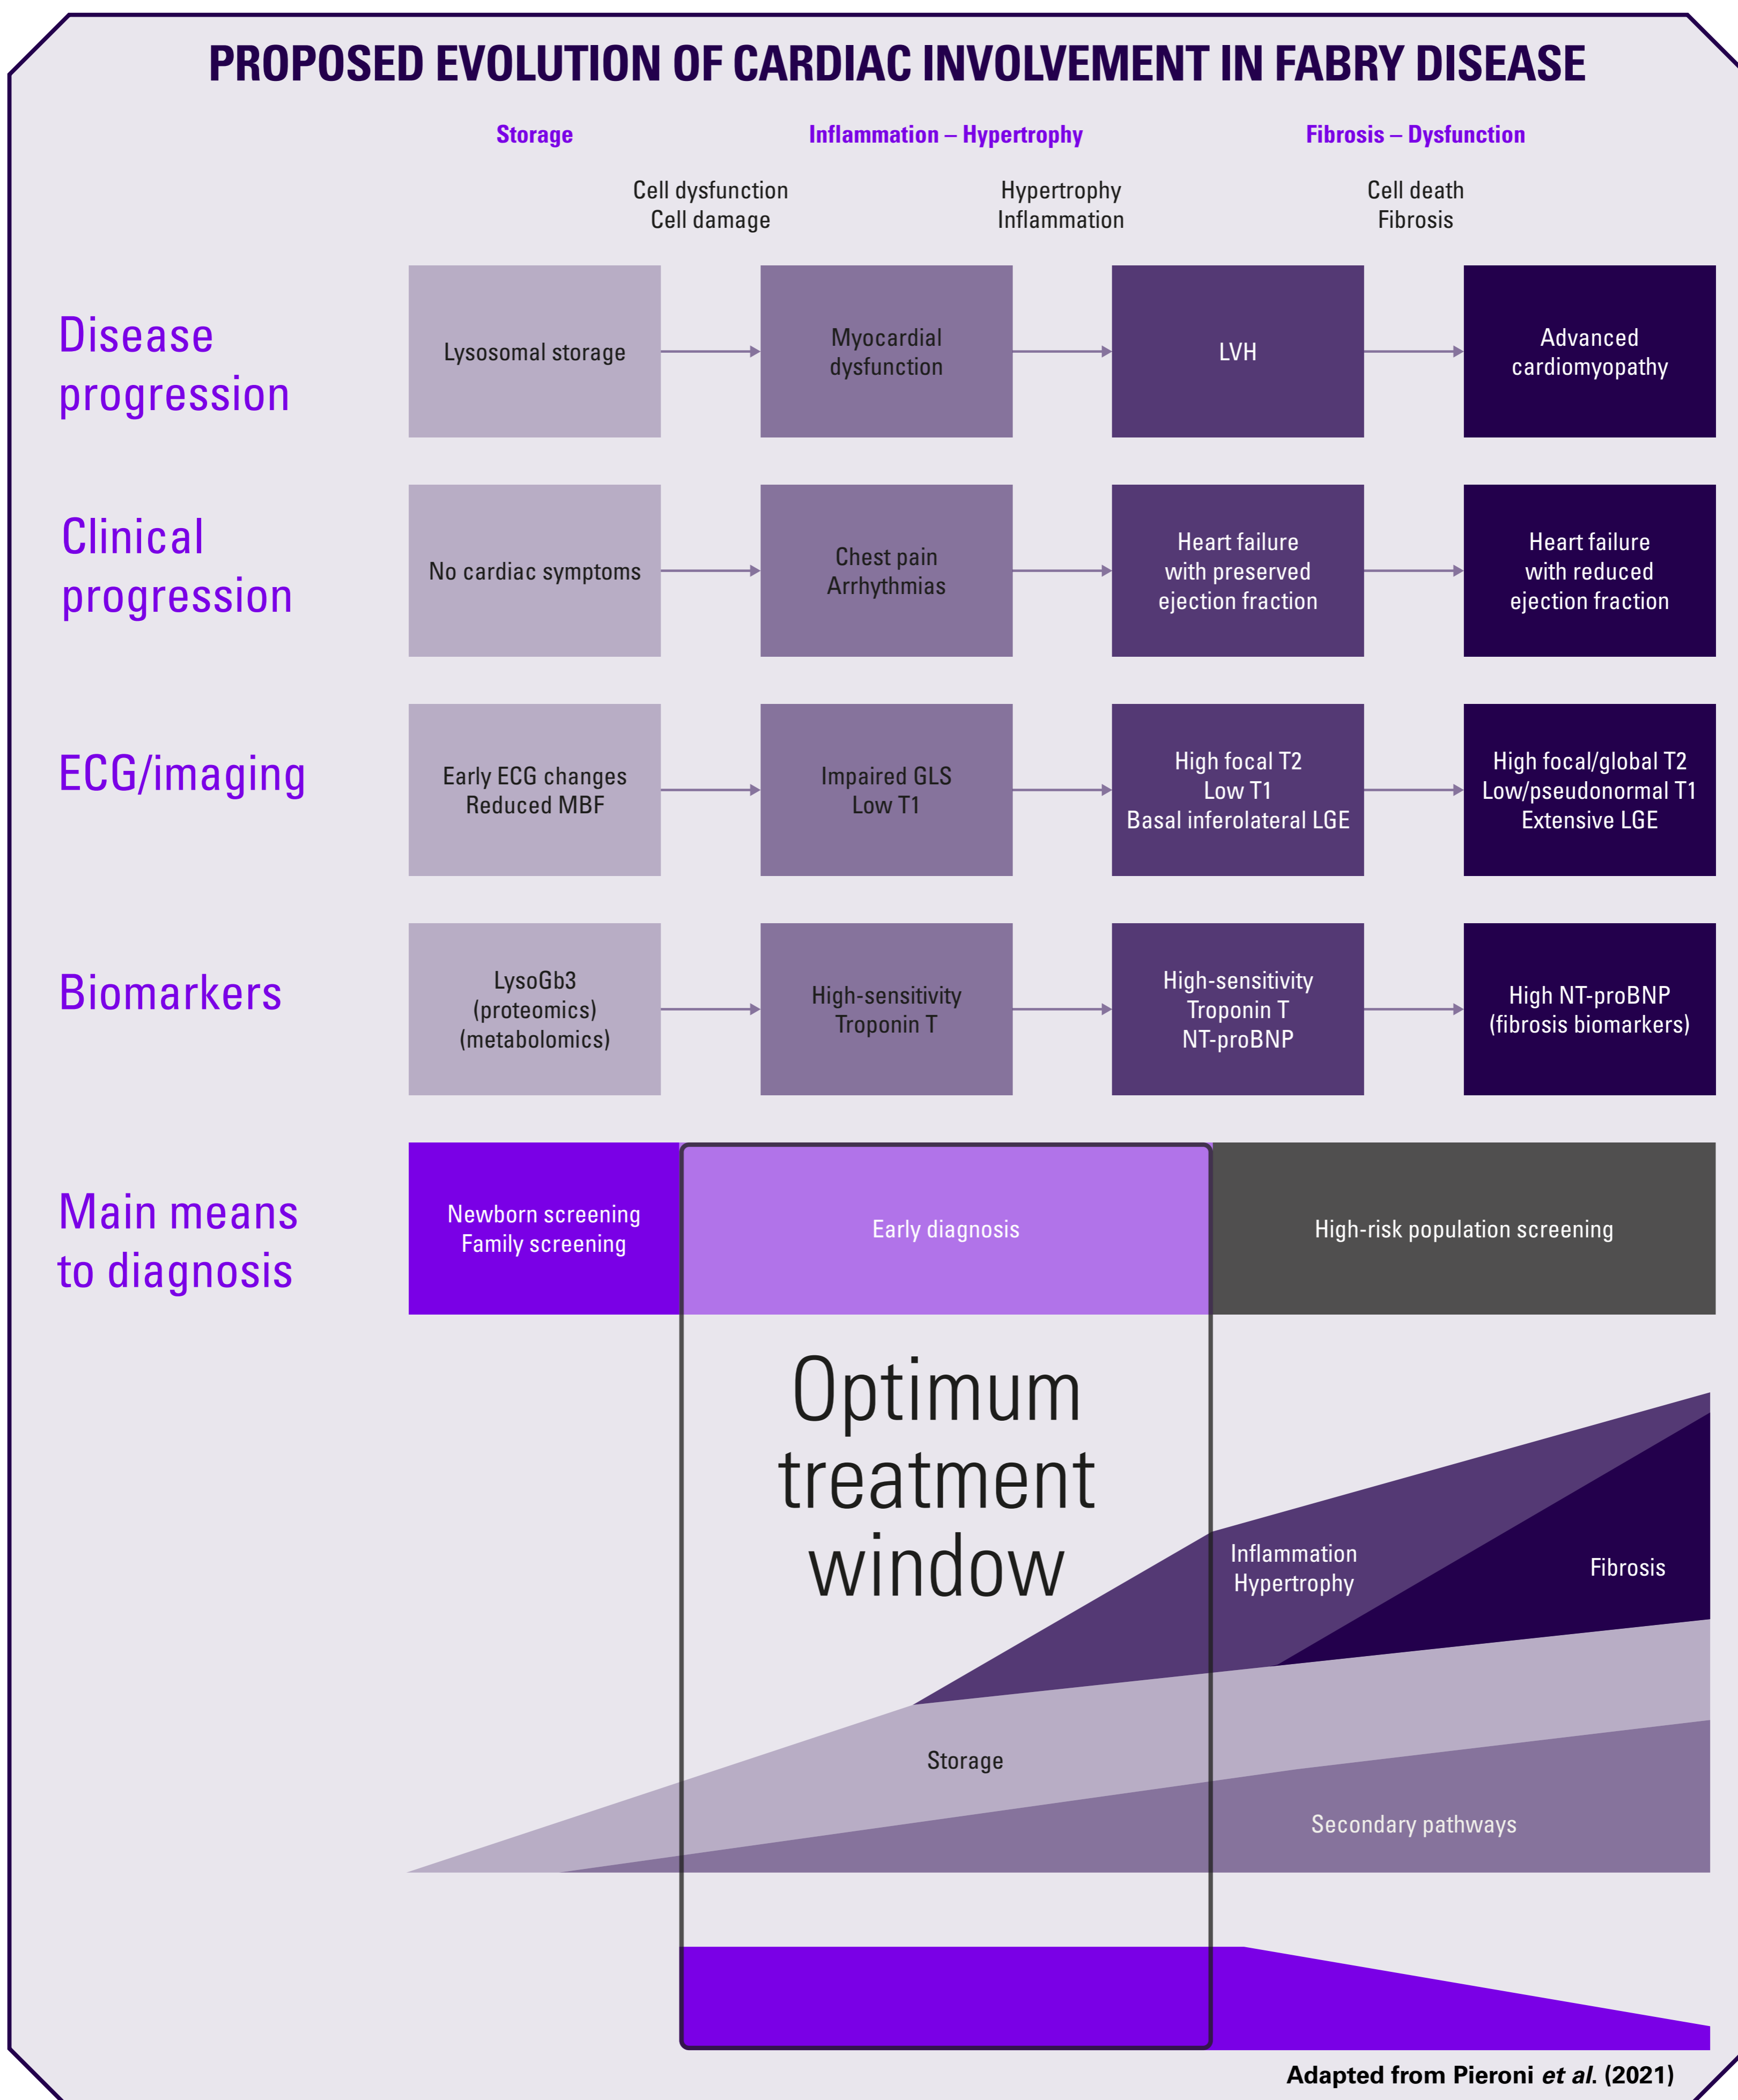 PROPOSED EVOLUTION OF CARDIAC INVOLVEMENT IN FABRY DISEASE
Storage
Inflammation – Hypertrophy
Fibrosis – Dysfunction
Cell dysfunction
Cell damage
Hypertrophy
Inflammation
Cell death
Fibrosis
Disease
progression
Lysosomal storage
Myocardial
dysfunction
LVH
Advanced
cardiomyopathy
Clinical
progression
No cardiac symptoms
Chest pain
Arrhythmias
Heart failure
with preserved
ejection fraction
Heart failure
with reduced
ejection fraction
ECG/imaging
Early ECG changes
Reduced MBF
Impaired GLS
Low T1
High focal T2
Low T1
Basal inferolateral LGE
High focal/global T2
Low/pseudonormal T1
Extensive LGE
Biomarkers
LysoGb3
(proteomics)
(metabolomics)
High-sensitivity
Troponin T
High-sensitivity
Troponin T
NT-proBNP
High NT-proBNP
(fibrosis biomarkers)
Main means
to diagnosis
Newborn screening
Family screening
Early diagnosis
High-risk population screening
Optimum
treatment
window
Inflammation
Hypertrophy
Fibrosis
Storage
Secondary pathways
Adapted from Pieroni et al. (2021)